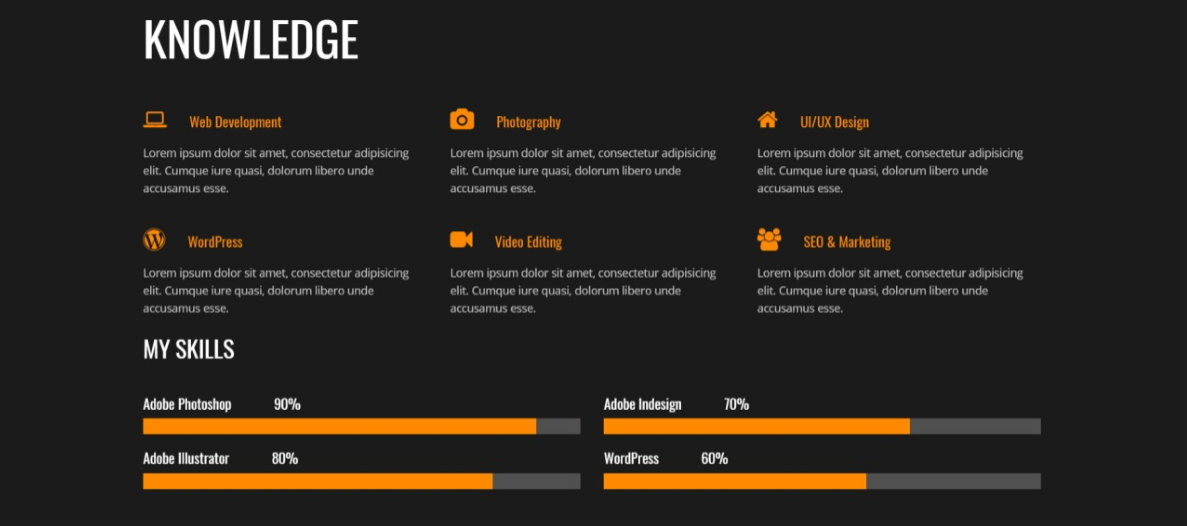 KNOWLEDGE
Web Development
Lorem ipsum dolor sit amet, consectetur adipisicing
elit. Cumque iure quasi, dolorum libero unde
accusamus esse.
Photography
Lorem ipsum dolor sit amet, consectetur adipisicing
elit. Cumque iure quasi, dolorum libero unde
accusamus esse.
UI/UX Design
Lorem ipsum dolor sit amet, consectetur adipisicing
elit. Cumque iure quasi, dolorum libero unde
accusamus esse.
WordPress
Lorem ipsum dolor sit amet, consectetur adipisicing
elit. Cumque iure quasi, dolorum libero unde
accusamus esse.
Video Editing
Lorem ipsum dolor sit amet, consectetur adipisicing
elit. Cumque iure quasi, dolorum libero unde
accusamus esse.
SEO & Marketing
Lorem ipsum dolor sit amet, consectetur adipisicing
elit. Cumque iure quasi, dolorum libero unde
accusamus esse.
MY SKILLS
Adobe Photoshop 90%
Adobe Indesign 70%
Adobe Illustrator 80%
WordPress 60%